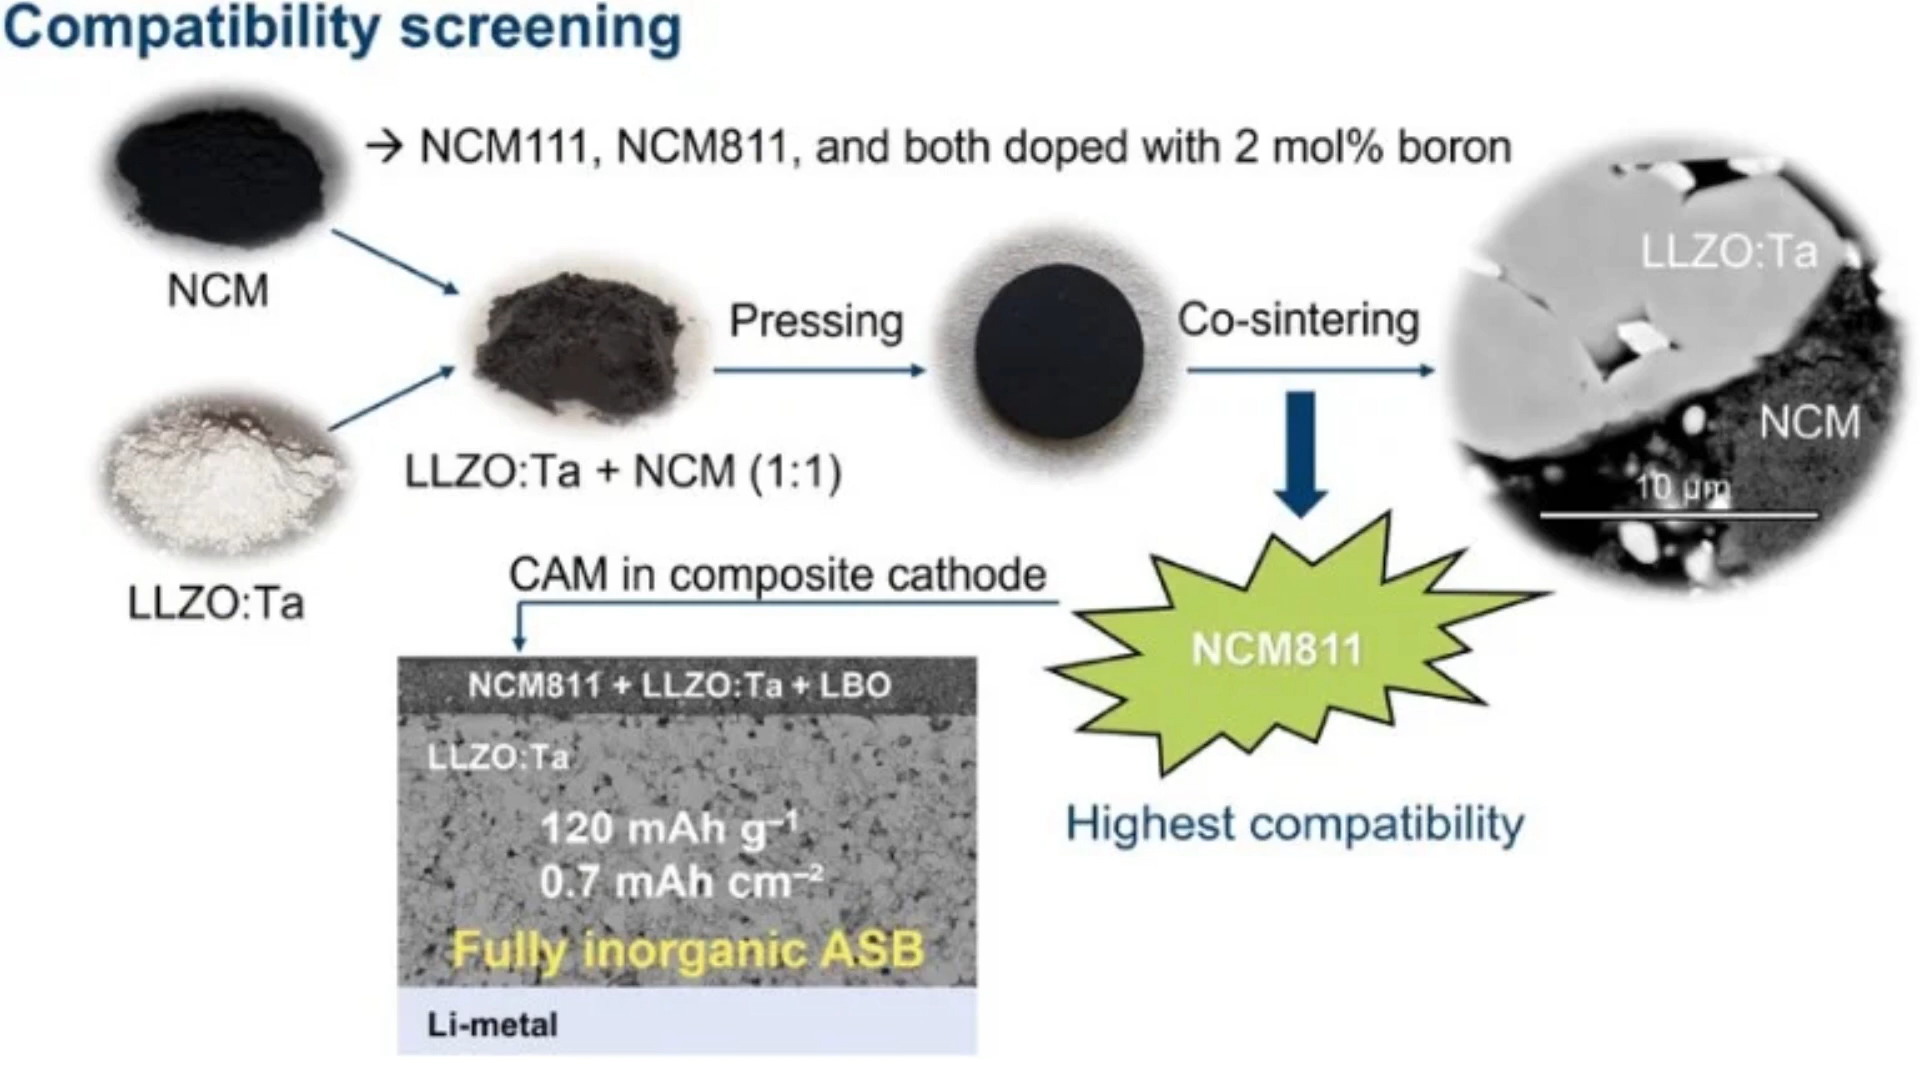 Compatibility screening
→ NCM111, NCM811, and both doped with 2 mol% boron
NCM
LLZO:Ta
LLZO:Ta + NCM (1:1)
Pressing
Co-sintering
LLZO:Ta
NCM
10 µm
NCM811
Highest compatibility
CAM in composite cathode
NCM811 + LLZO:Ta + LBO
LLZO:Ta
120 mAh g⁻¹
0.7 mAh cm⁻²
Fully inorganic ASB
Li-metal